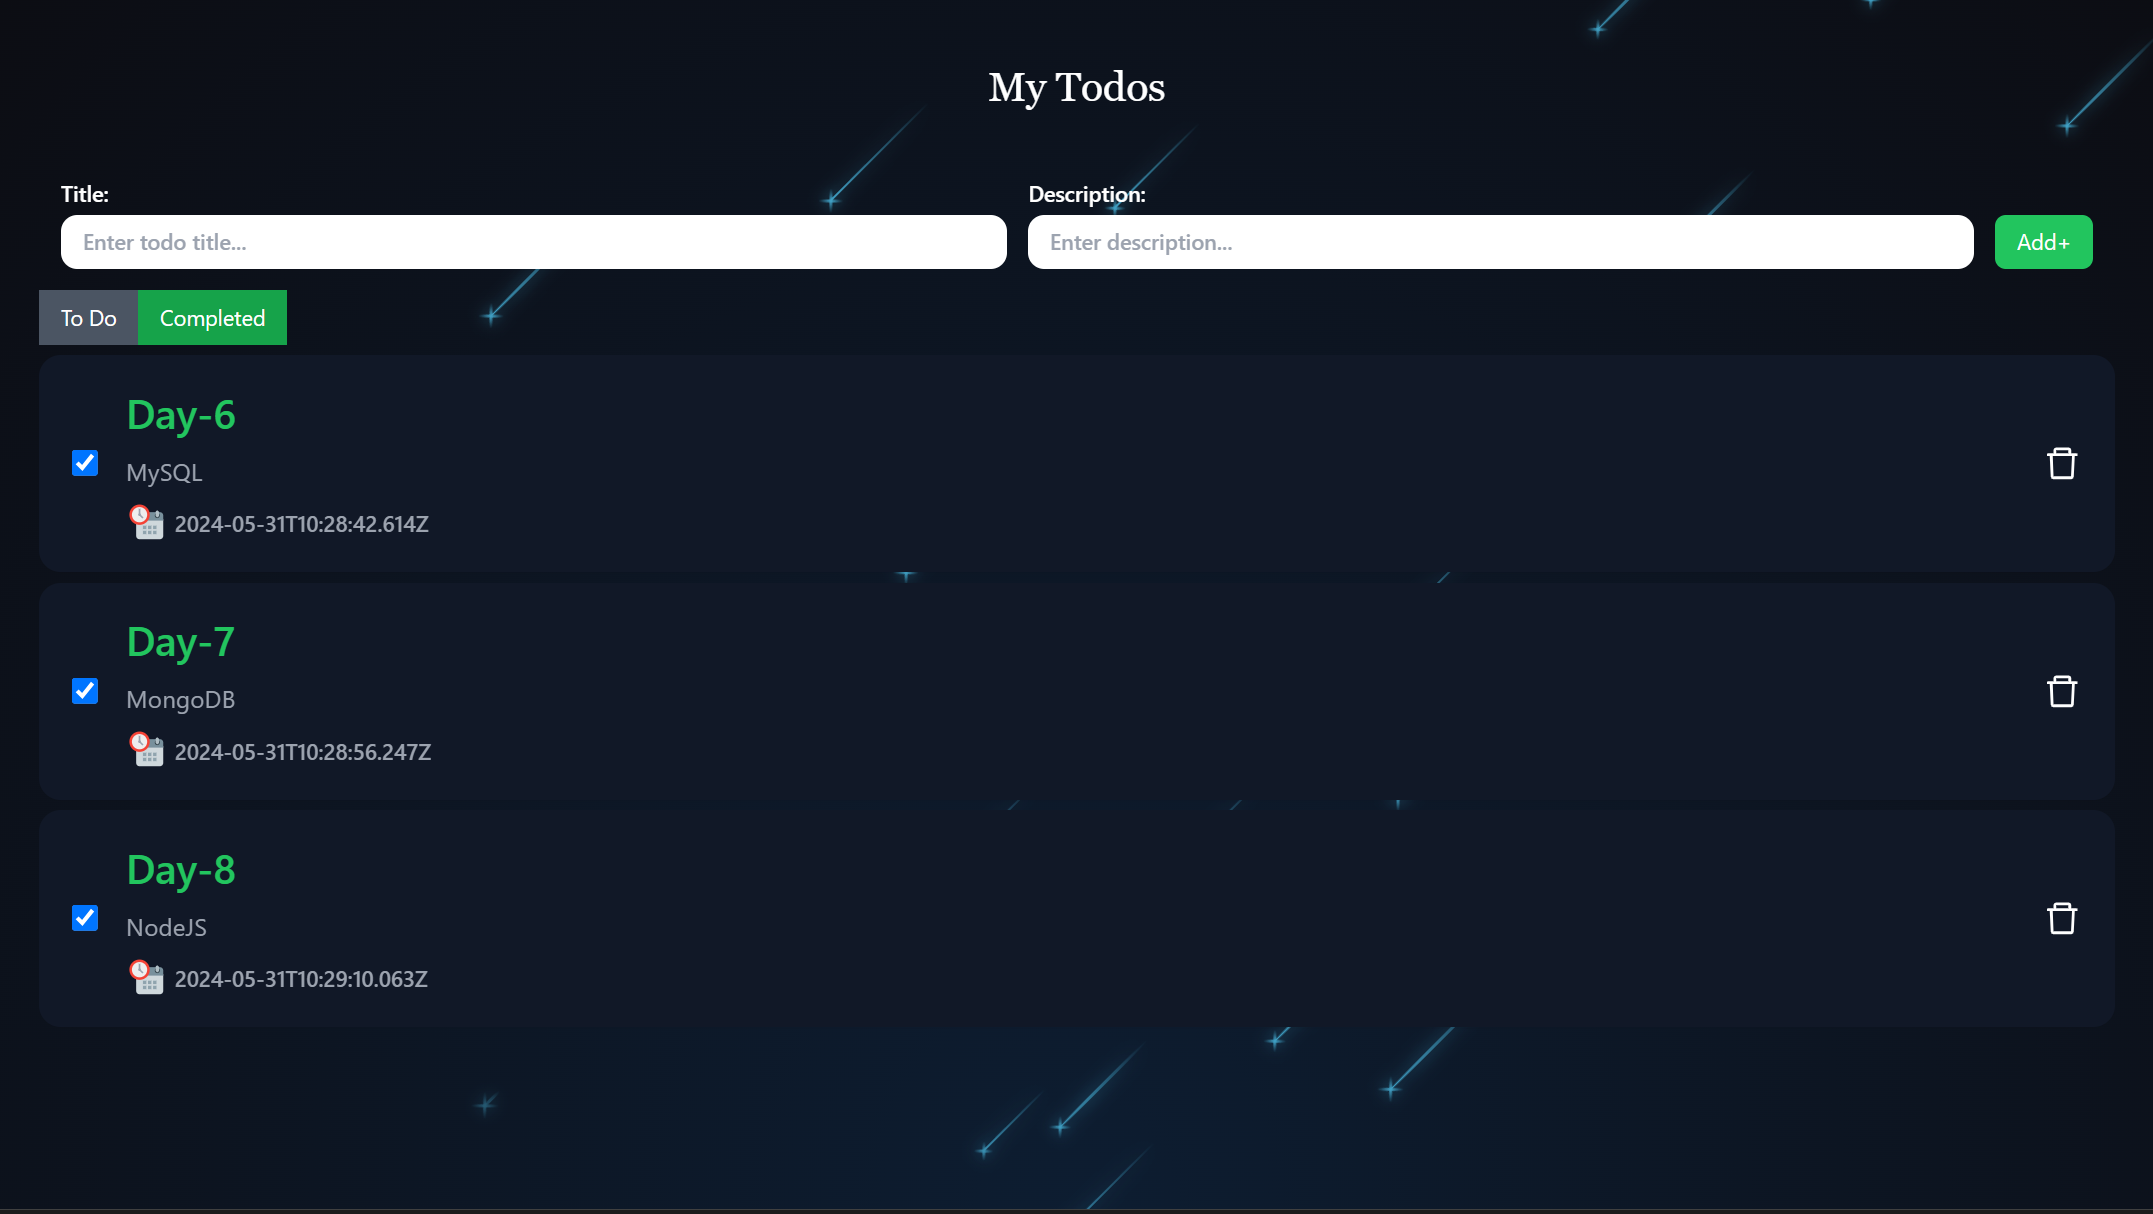 My Todos
Title:
Description:
Enter todo title...
Enter description...
Add+
To Do
Completed
Day-6
MySQL
2024-05-31T10:28:42.614Z
Day-7
MongoDB
2024-05-31T10:28:56.247Z
Day-8
NodeJS
2024-05-31T10:29:10.063Z